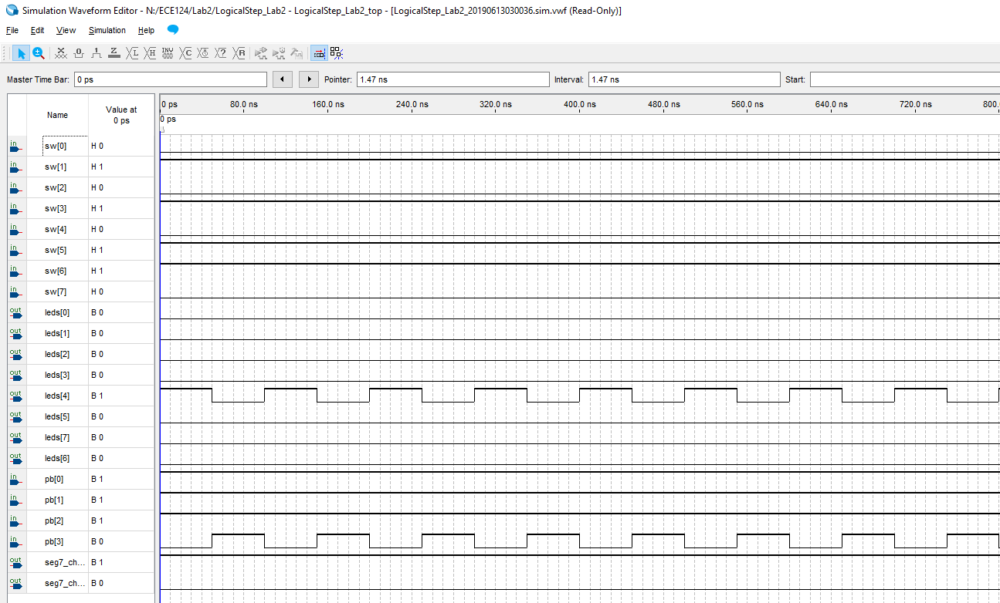 Simulation Waveform Editor - N:/ECE124/Lab2/LogicalStep_Lab2 - LogicalStep_Lab2_top - [LogicalStep_Lab2_20190613030036.sim.vwf (Read-Only)]
File Edit View Simulation Help
Master Time Bar: 0 ps Pointer: 1.47 ns Interval: 1.47 ns Start:
Name Value at 0 ps
0 ps 80.0 ns 160.0 ns 240.0 ns 320.0 ns 400.0 ns 480.0 ns 560.0 ns 640.0 ns 720.0 ns 800.
0 ps
in sw[0] H 0
in sw[1] H 1
in sw[2] H 0
in sw[3] H 1
in sw[4] H 0
in sw[5] H 1
in sw[6] H 1
in sw[7] H 0
out leds[0] B 0
out leds[1] B 0
out leds[2] B 0
out leds[3] B 0
out leds[4] B 1
out leds[5] B 0
out leds[7] B 0
out leds[6] B 0
in pb[0] B 1
in pb[1] B 1
in pb[2] B 1
in pb[3] B 0
out seg7_ch... B 1
out seg7_ch... B 0